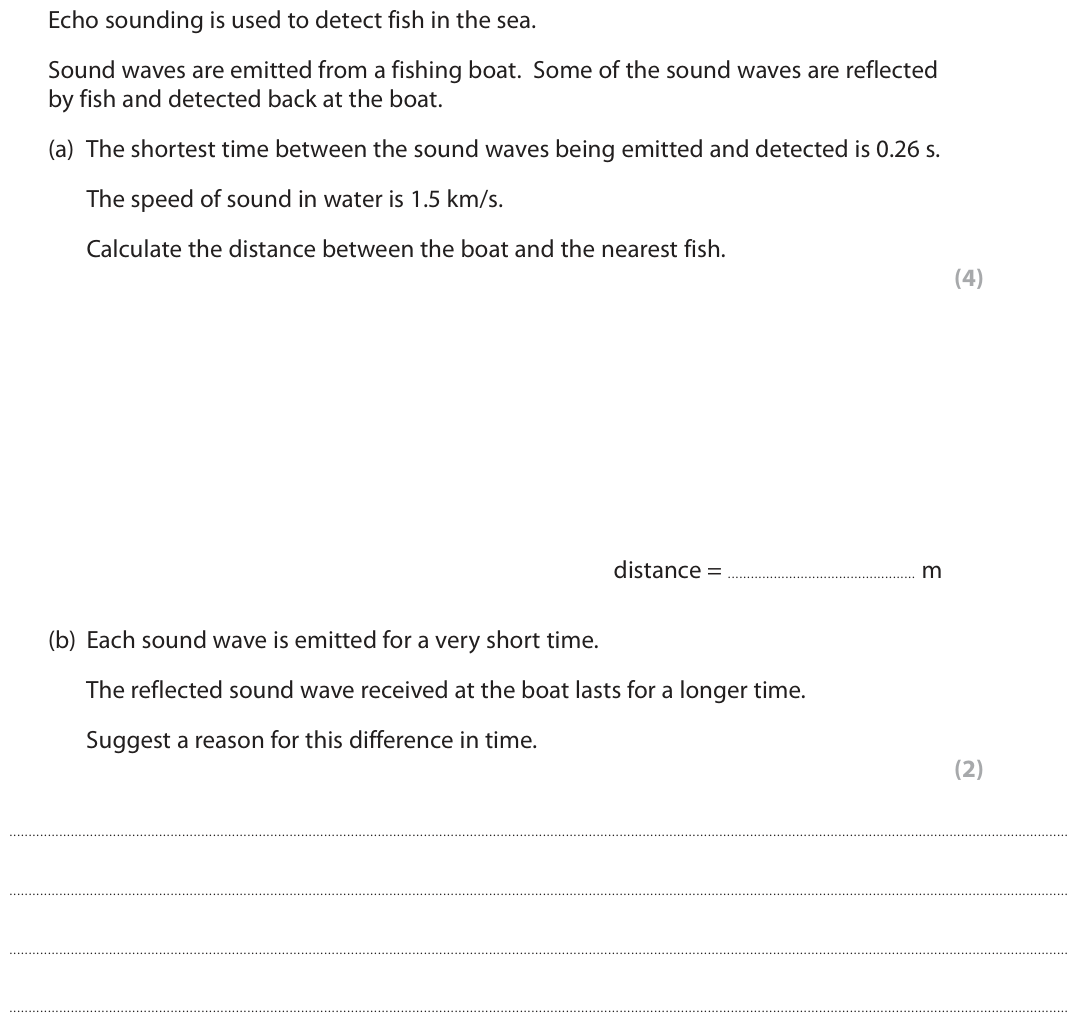 Echo sounding is used to detect fish in the sea.
Sound waves are emitted from a fishing boat. Some of the sound waves are reflected
by fish and detected back at the boat.
(a) The shortest time between the sound waves being emitted and detected is 0.26 s.
The speed of sound in water is 1.5 km/s.
Calculate the distance between the boat and the nearest fish.
(4)
distance = ................................................ m
(b) Each sound wave is emitted for a very short time.
The reflected sound wave received at the boat lasts for a longer time.
Suggest a reason for this difference in time.
(2)